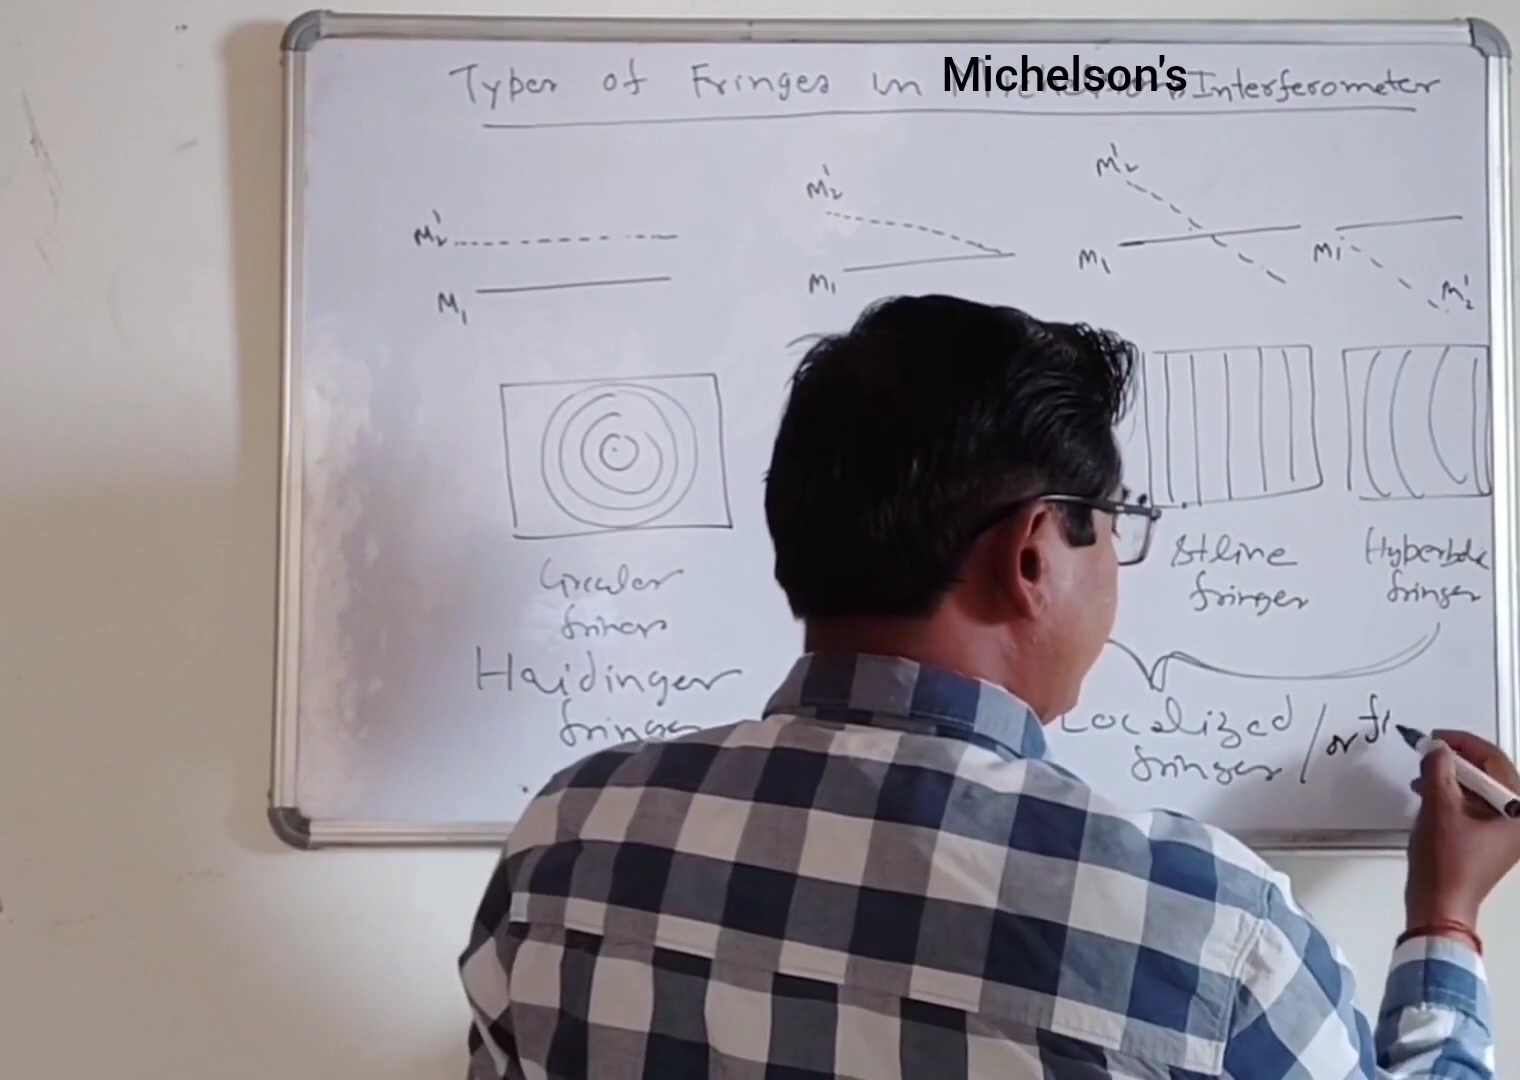 Types of Fringes in Michelson's Interferometer
M'2
M1
M'2
M1
M'2
M1
M1
M'2
Circular
fringes
Haidinger
fringes
St line
fringes
Hyperbolic
fringes
Localized
fringes / or